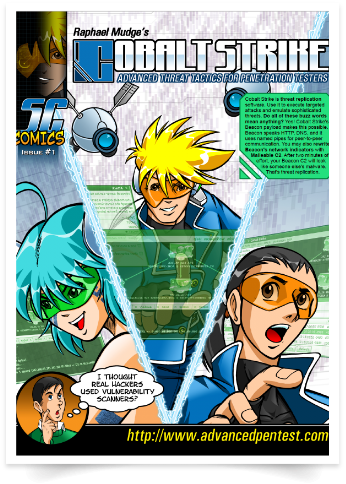 Raphael Mudge's
COBALT STRIKE
ADVANCED THREAT TACTICS FOR PENETRATION TESTERS
SC
COMICS
ISSUE #1
Cobalt Strike is threat replication
software. Use it to execute targeted
attacks and emulate sophisticated
threats. Do all of these buzz words
mean anything? Yes! Cobalt Strike's
Beacon payload makes this possible.
Beacon speaks HTTP, DNS, and it
uses named pipes for peer-to-peer
communication. You may also rewrite
Beacon's network indicators with
Malleable C2. After two minutes of
effort, your Beacon C2 will look
like someone else's malware.
That's threat replication.
I THOUGHT
REAL HACKERS
USED VULNERABILITY
SCANNERS?
http://www.advancedpentest.com